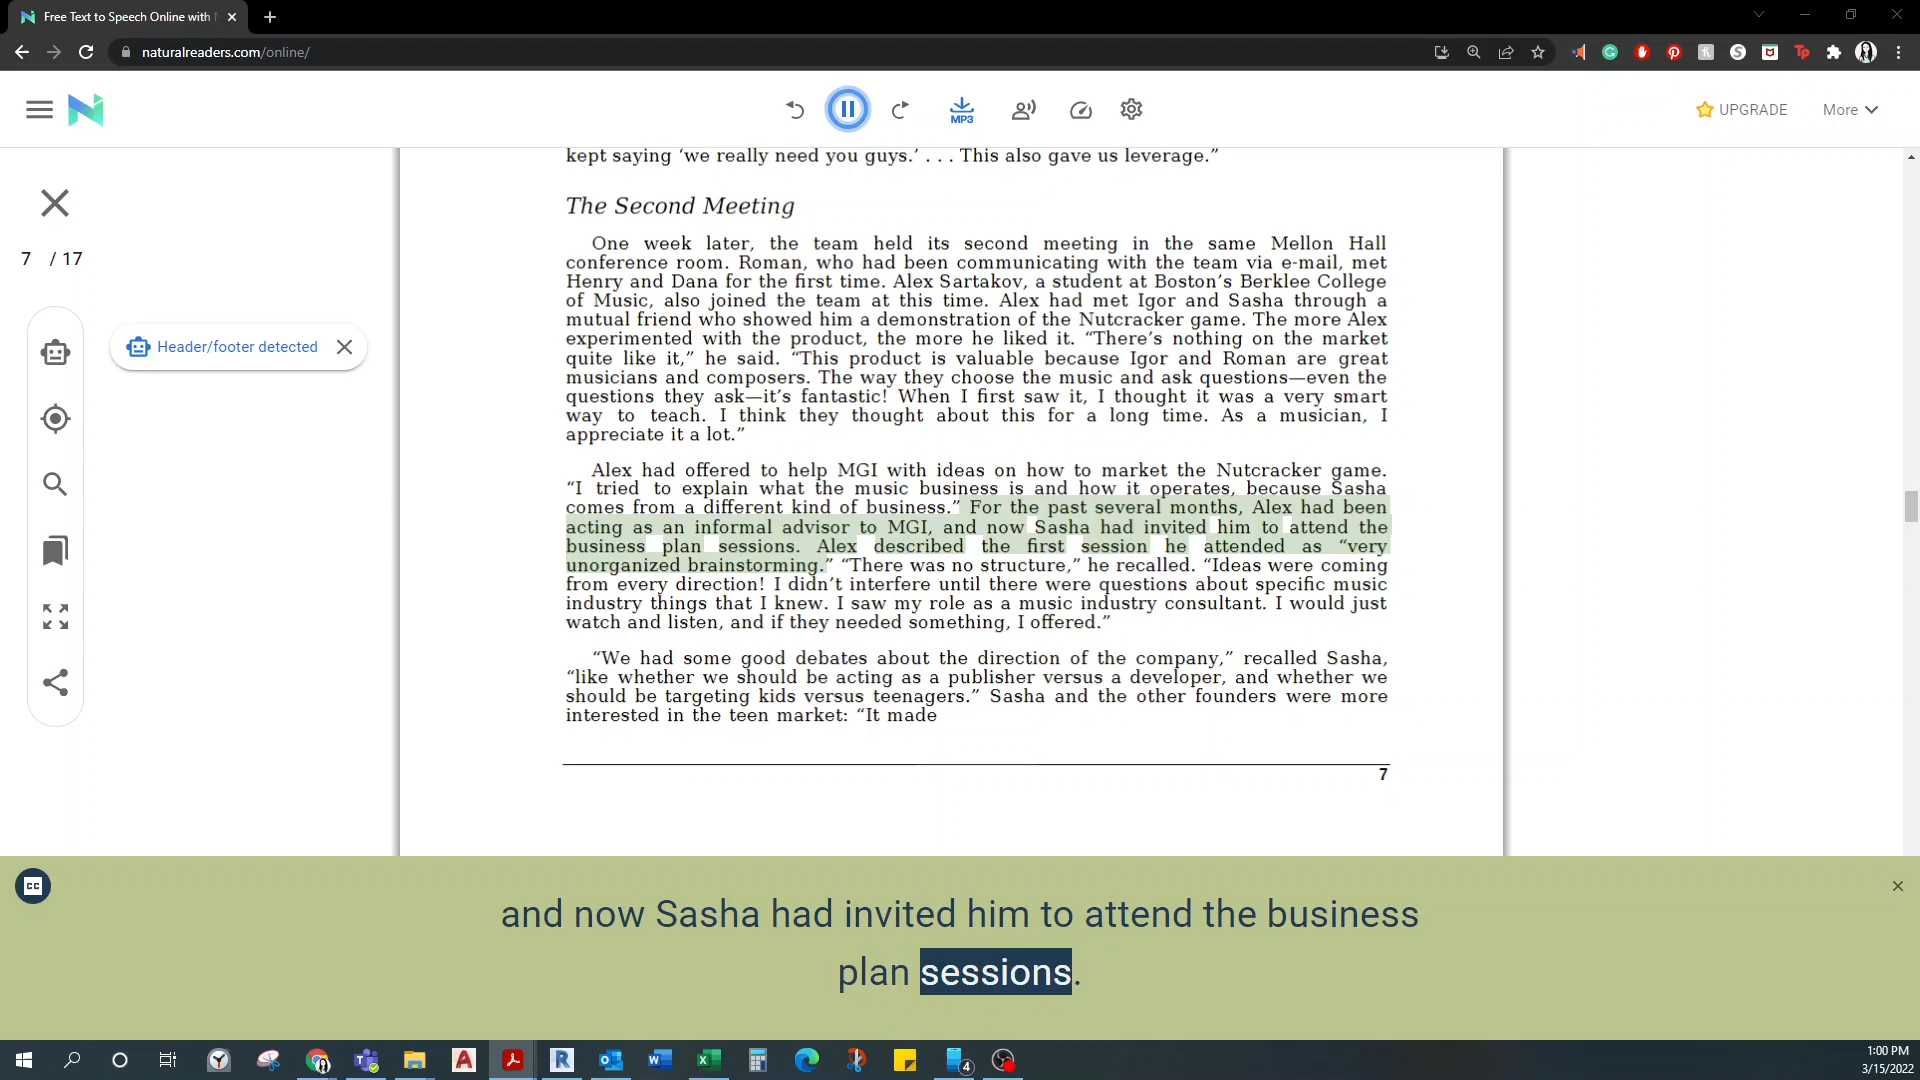 Free Text to Speech Online with
naturalreaders.com/online/
MP3
UPGRADE
More
kept saying ‘we really need you guys.’ . . . This also gave us leverage.”
7 / 17
Header/footer detected
The Second Meeting
One week later, the team held its second meeting in the same Mellon Hall
conference room. Roman, who had been communicating with the team via e-mail, met
Henry and Dana for the first time. Alex Sartakov, a student at Boston’s Berklee College
of Music, also joined the team at this time. Alex had met Igor and Sasha through a
mutual friend who showed him a demonstration of the Nutcracker game. The more Alex
experimented with the product, the more he liked it. “There’s nothing on the market
quite like it,” he said. “This product is valuable because Igor and Roman are great
musicians and composers. The way they choose the music and ask questions—even the
questions they ask—it’s fantastic! When I first saw it, I thought it was a very smart
way to teach. I think they thought about this for a long time. As a musician, I
appreciate it a lot.”
Alex had offered to help MGI with ideas on how to market the Nutcracker game.
“I tried to explain what the music business is and how it operates, because Sasha
comes from a different kind of business.” For the past several months, Alex had been
acting as an informal advisor to MGI, and now Sasha had invited him to attend the
business plan sessions. Alex described the first session he attended as “very
unorganized brainstorming.” “There was no structure,” he recalled. “Ideas were coming
from every direction! I didn’t interfere until there were questions about specific music
industry things that I knew. I saw my role as a music industry consultant. I would just
watch and listen, and if they needed something, I offered.”
“We had some good debates about the direction of the company,” recalled Sasha,
“like whether we should be acting as a publisher versus a developer, and whether we
should be targeting kids versus teenagers.” Sasha and the other founders were more
interested in the teen market: “It made
7
CC
and now Sasha had invited him to attend the business
plan sessions.
4
1:00 PM
3/15/2022